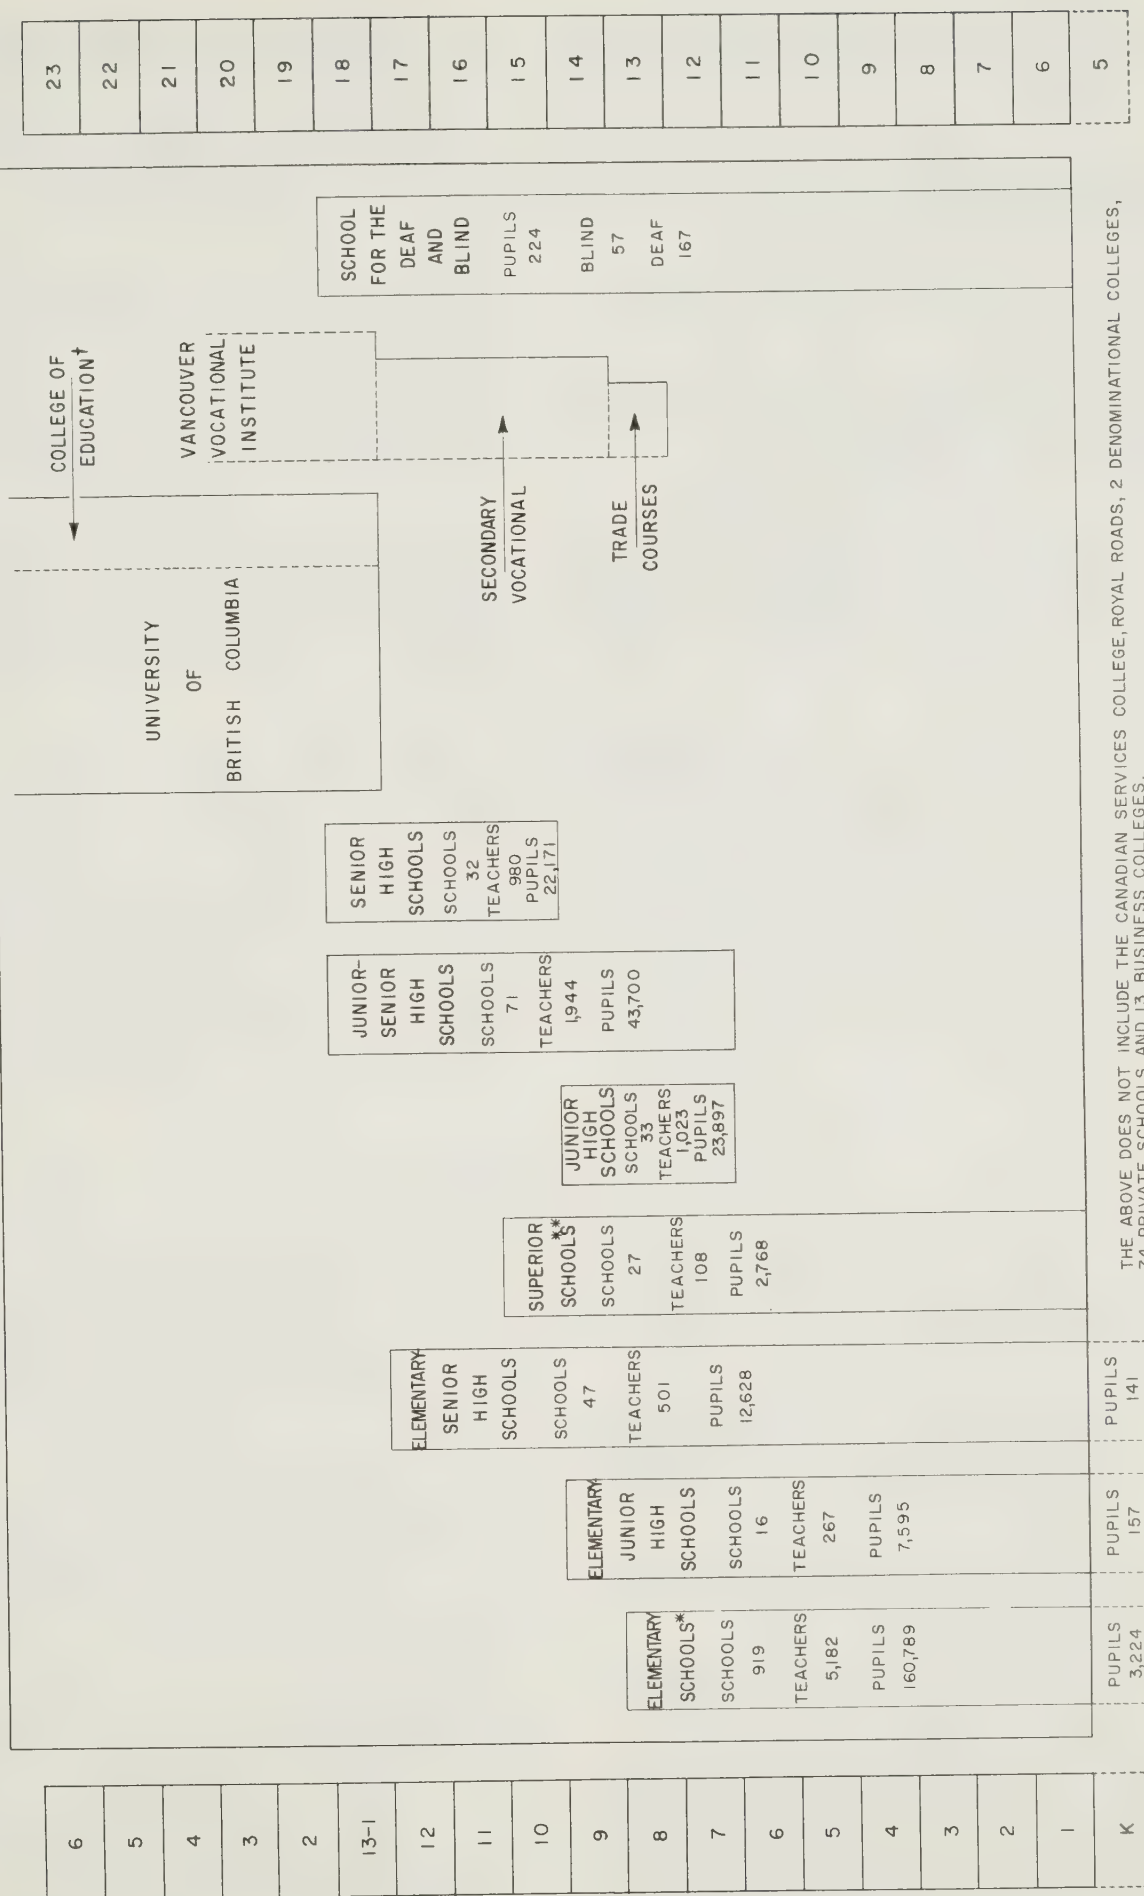 6
5
4
3
2
13-1
12
11
10
9
8
7
6
5
4
3
2
1
K
ELEMENTARY
SCHOOLS*
SCHOOLS
919
TEACHERS
5,182
PUPILS
160,789
PUPILS
3,224
ELEMENTARY
JUNIOR
HIGH
SCHOOLS
SCHOOLS
16
TEACHERS
267
PUPILS
7,595
PUPILS
157
ELEMENTARY
SENIOR
HIGH
SCHOOLS
SCHOOLS
47
TEACHERS
501
PUPILS
12,628
PUPILS
141
SUPERIOR
SCHOOLS**
SCHOOLS
27
TEACHERS
108
PUPILS
2,768
JUNIOR
HIGH
SCHOOLS
SCHOOLS
33
TEACHERS
1,023
PUPILS
23,897
JUNIOR-
SENIOR
HIGH
SCHOOLS
SCHOOLS
71
TEACHERS
1,944
PUPILS
43,700
SENIOR
HIGH
SCHOOLS
SCHOOLS
32
TEACHERS
980
PUPILS
22,171
UNIVERSITY
OF
BRITISH COLUMBIA
COLLEGE OF
EDUCATION†
VANCOUVER
VOCATIONAL
INSTITUTE
SECONDARY
VOCATIONAL
TRADE
COURSES
SCHOOL
FOR THE
DEAF
AND
BLIND
PUPILS
224
BLIND
57
DEAF
167
23
22
21
20
19
18
17
16
15
14
13
12
11
10
9
8
7
6
5
THE ABOVE DOES NOT INCLUDE THE CANADIAN SERVICES COLLEGE, ROYAL ROADS, 2 DENOMINATIONAL COLLEGES,
PRIVATE SCHOOLS AND 13 BUSINESS COLLEGES.